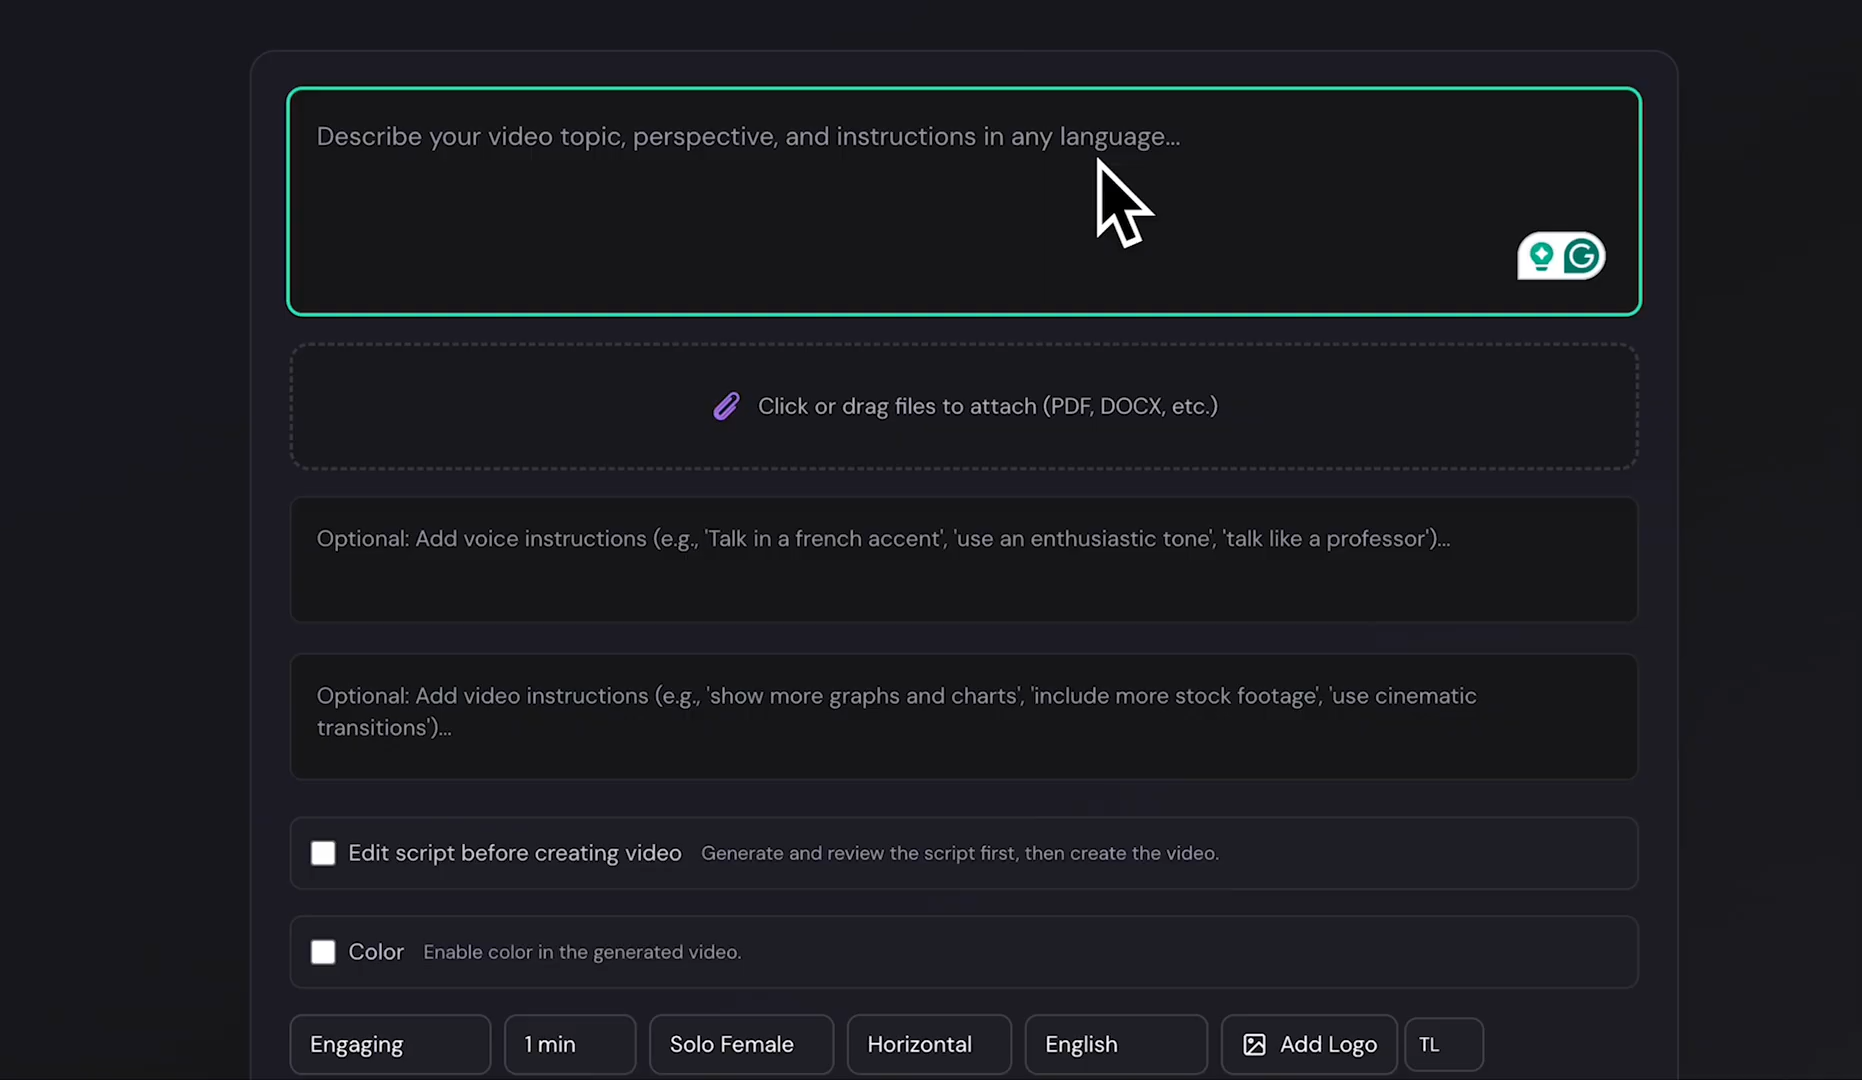 Describe your video topic, perspective, and instructions in any language...
Click or drag files to attach (PDF, DOCX, etc.)
Optional: Add voice instructions (e.g., 'Talk in a french accent', 'use an enthusiastic tone', 'talk like a professor')...
Optional: Add video instructions (e.g., 'show more graphs and charts', 'include more stock footage', 'use cinematic
transitions')...
Edit script before creating video Generate and review the script first, then create the video.
Color Enable color in the generated video.
Engaging 1 min Solo Female Horizontal English Add Logo TL